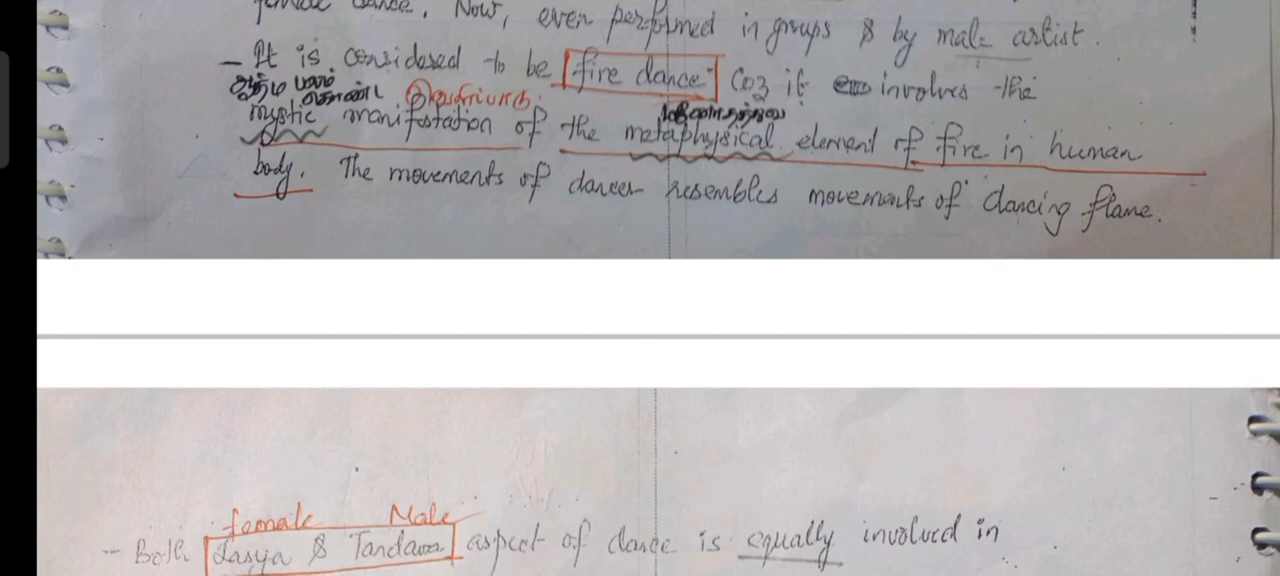 female dance. Now, even performed in groups & by male artist.
- It is considered to be fire dance coz it involves the
ஆத்ம பலம்
கொண்ட
mystic manifestation of the metaphysical element of fire in human
body. The movements of dancer resembles movements of dancing flame.
female Male
- Both Lasya & Tandava aspect of dance is equally involved in